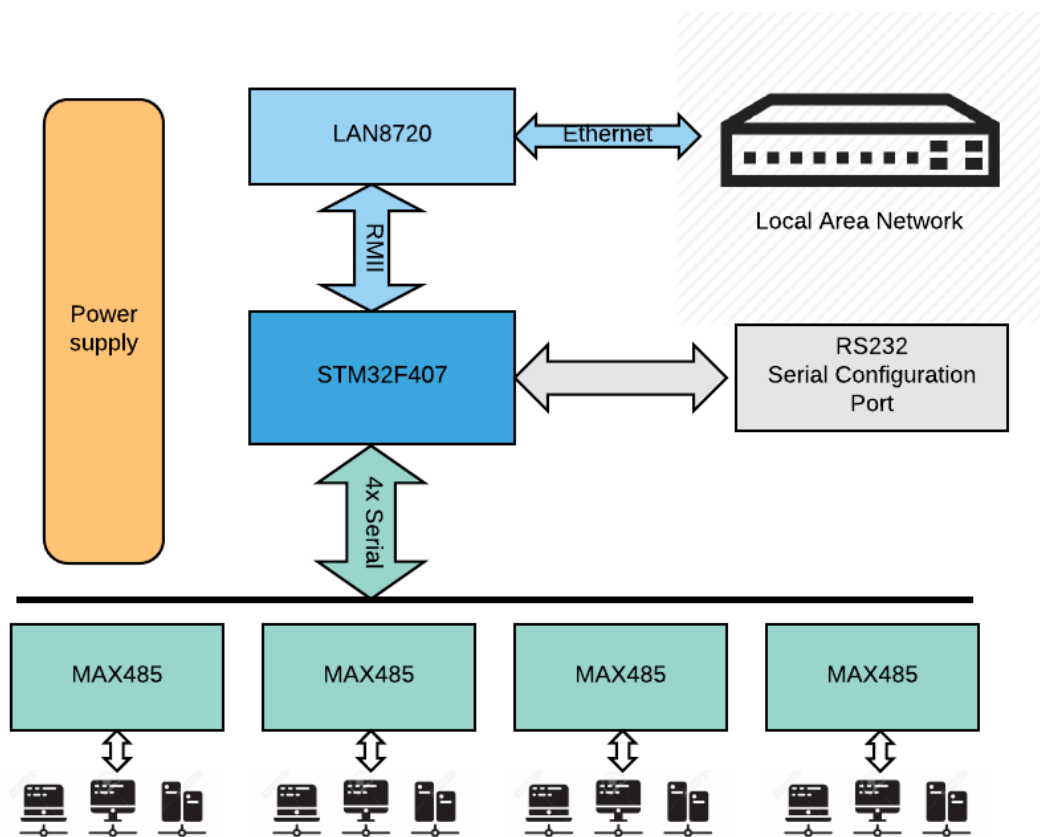 LAN8720
Ethernet
Local Area Network
RMII
Power
supply
STM32F407
RS232
Serial Configuration
Port
4x Serial
MAX485
MAX485
MAX485
MAX485